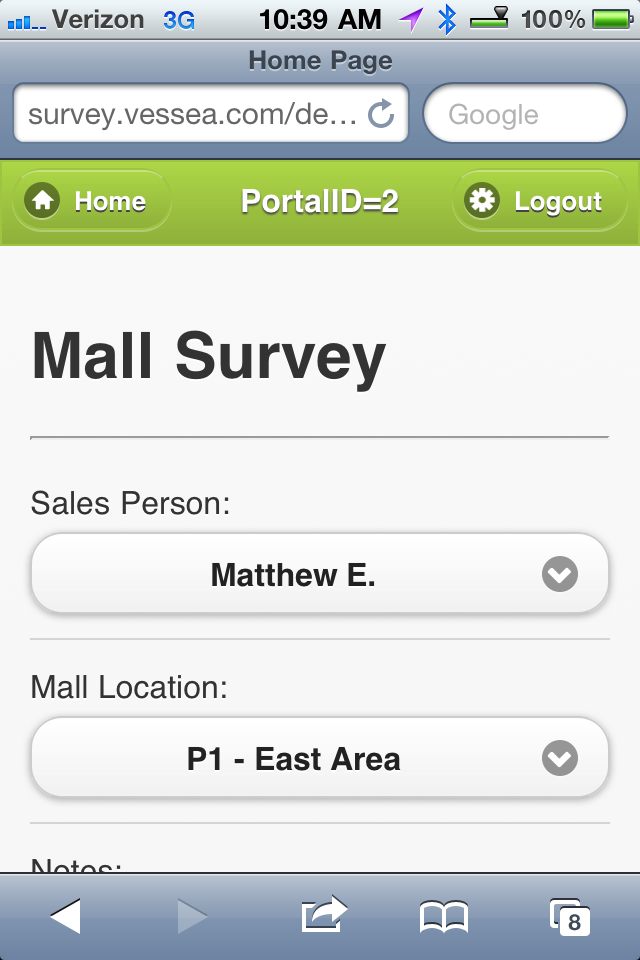 Verizon 3G 10:39 AM 100%
Home Page
survey.vessea.com/de... Google
Home PortalID=2 Logout
Mall Survey
Sales Person:
Matthew E.
Mall Location:
P1 - East Area
Notes:
8